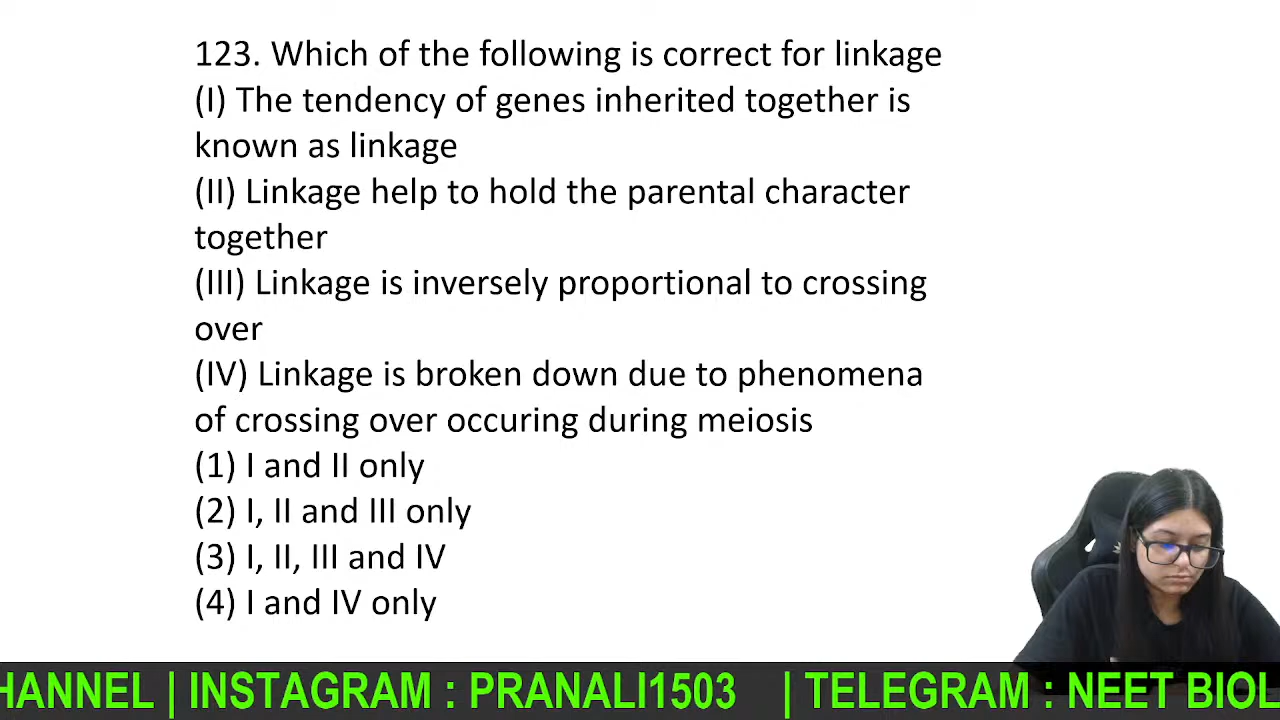 123. Which of the following is correct for linkage
(I) The tendency of genes inherited together is
known as linkage
(II) Linkage help to hold the parental character
together
(III) Linkage is inversely proportional to crossing
over
(IV) Linkage is broken down due to phenomena
of crossing over occuring during meiosis
(1) I and II only
(2) I, II and III only
(3) I, II, III and IV
(4) I and IV only
HANNEL | INSTAGRAM : PRANALI1503 | TELEGRAM : NEET BIOL